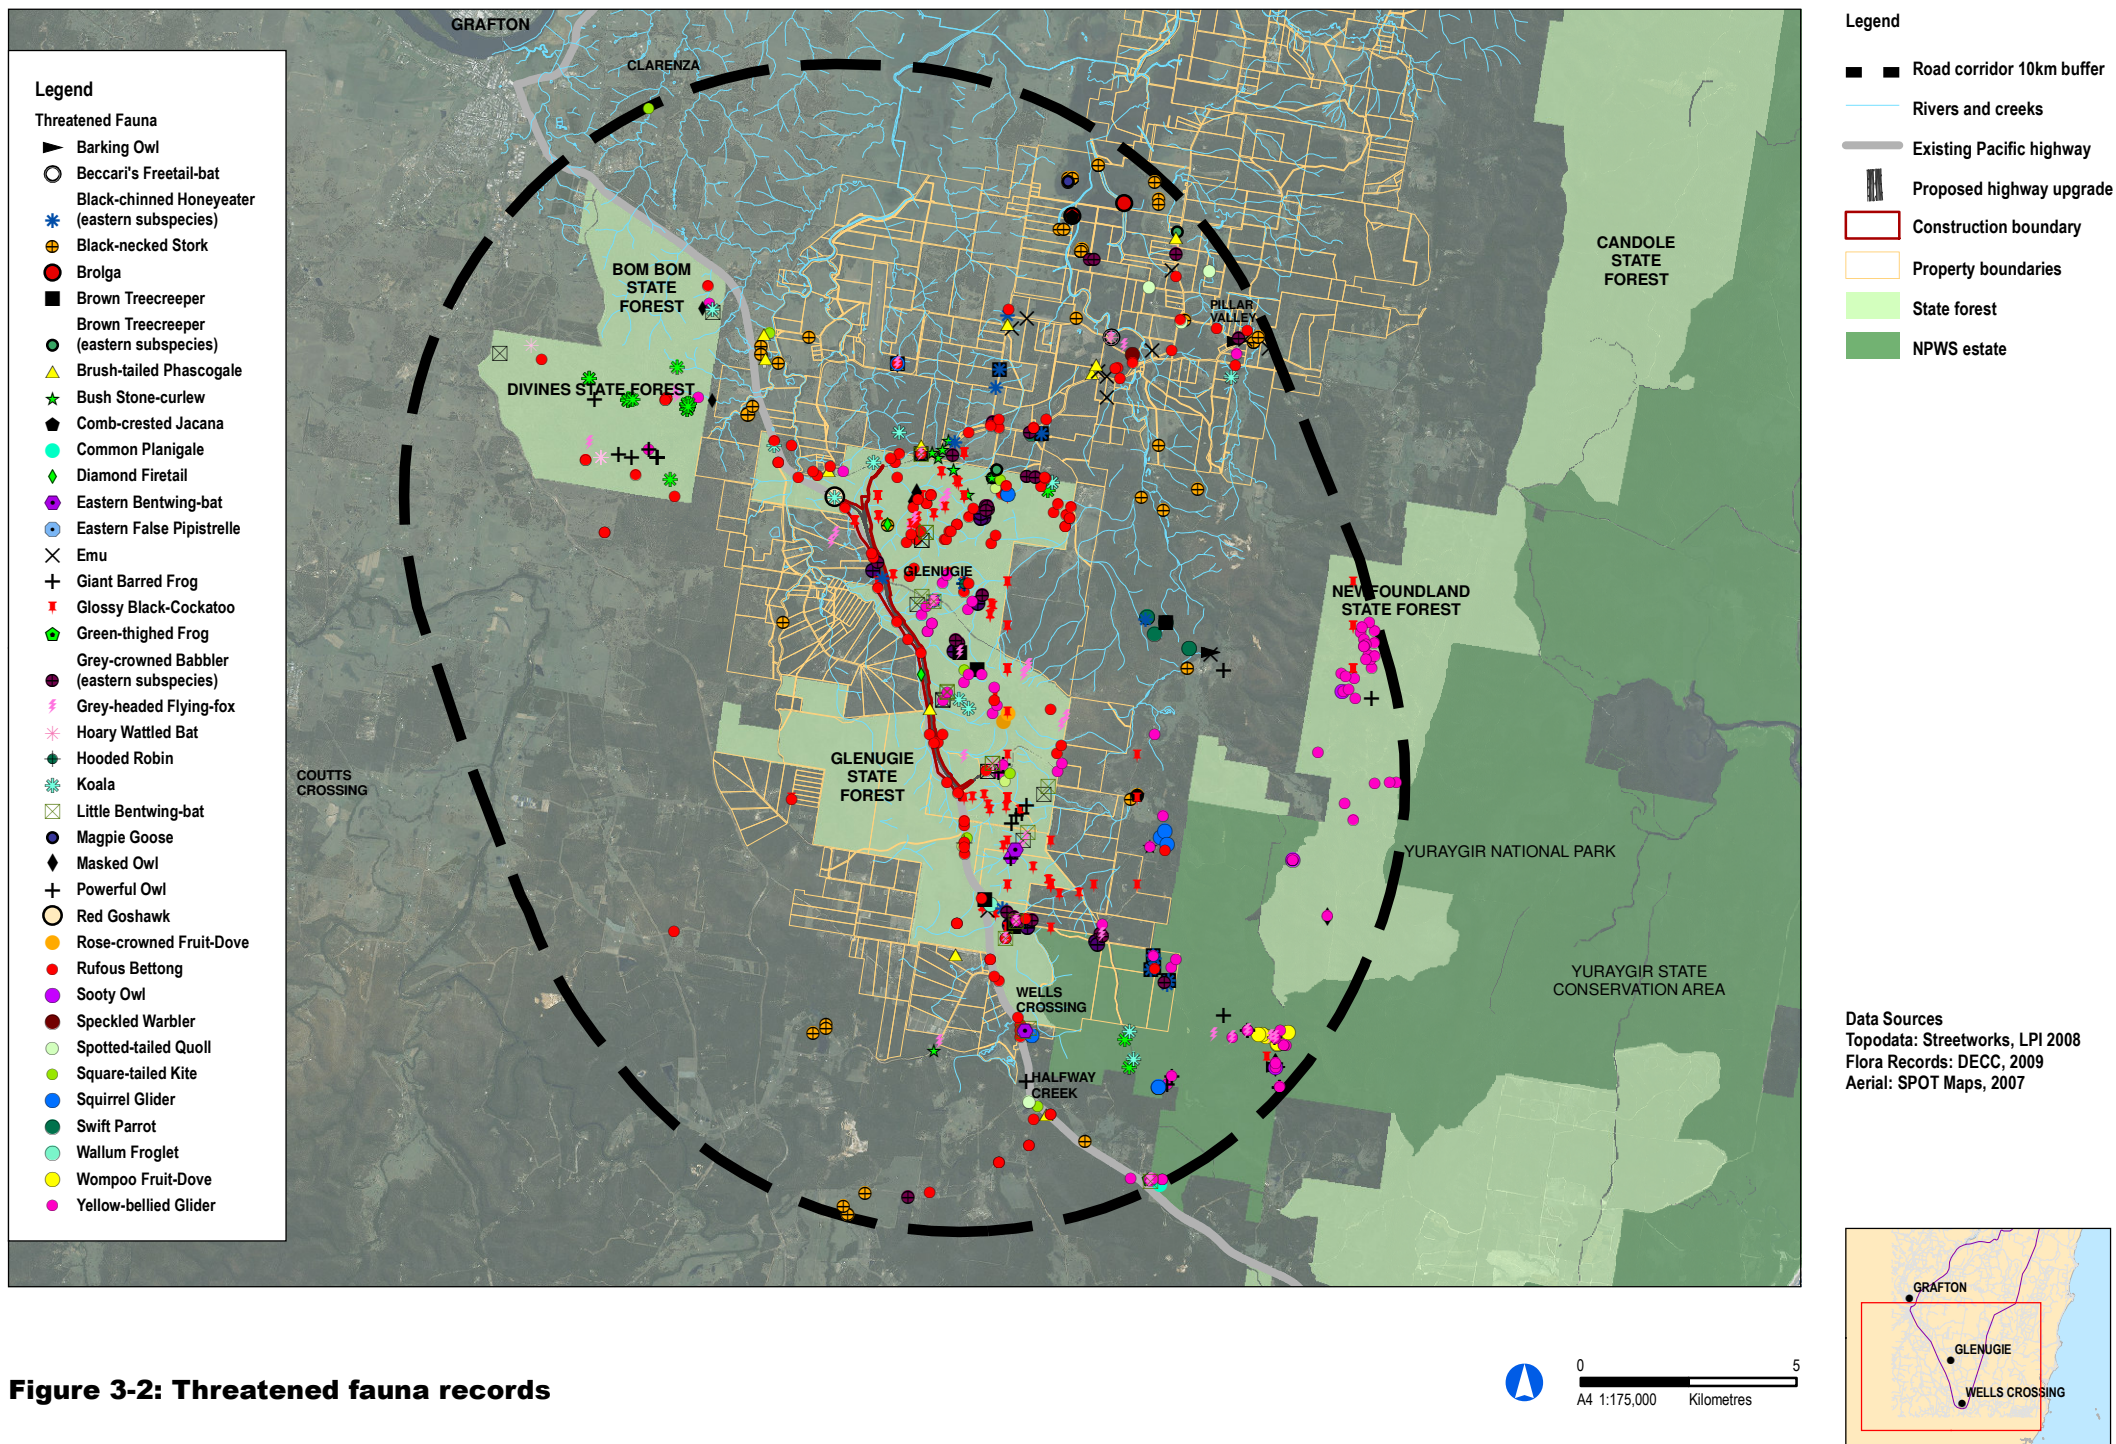 Legend
Threatened Fauna
Barking Owl
Beccari's Freetail-bat
Black-chinned Honeyeater
(eastern subspecies)
Black-necked Stork
Brolga
Brown Treecreeper
Brown Treecreeper
(eastern subspecies)
Brush-tailed Phascogale
Bush Stone-curlew
Comb-crested Jacana
Common Planigale
Diamond Firetail
Eastern Bentwing-bat
Eastern False Pipistrelle
Emu
Giant Barred Frog
Glossy Black-Cockatoo
Green-thighed Frog
Grey-crowned Babbler
(eastern subspecies)
Grey-headed Flying-fox
Hoary Wattled Bat
Hooded Robin
Koala
Little Bentwing-bat
Magpie Goose
Masked Owl
Powerful Owl
Red Goshawk
Rose-crowned Fruit-Dove
Rufous Bettong
Sooty Owl
Speckled Warbler
Spotted-tailed Quoll
Square-tailed Kite
Squirrel Glider
Swift Parrot
Wallum Froglet
Wompoo Fruit-Dove
Yellow-bellied Glider
GRAFTON
CLARENZA
BOM BOM
STATE
FOREST
PILLAR
VALLEY
CANDOLE
STATE
FOREST
DIVINES STATE FOREST
GLENUGIE
NEWFOUNDLAND
STATE FOREST
COUTTS
CROSSING
GLENUGIE
STATE
FOREST
YURAYGIR NATIONAL PARK
YURAYGIR STATE
CONSERVATION AREA
WELLS
CROSSING
HALFWAY
CREEK
Legend
Road corridor 10km buffer
Rivers and creeks
Existing Pacific highway
Proposed highway upgrade
Construction boundary
Property boundaries
State forest
NPWS estate
Data Sources
Topodata: Streetworks, LPI 2008
Flora Records: DECC, 2009
Aerial: SPOT Maps, 2007
GRAFTON
GLENUGIE
WELLS CROSSING
0 5
A4 1:175,000 Kilometres
Figure 3-2: Threatened fauna records